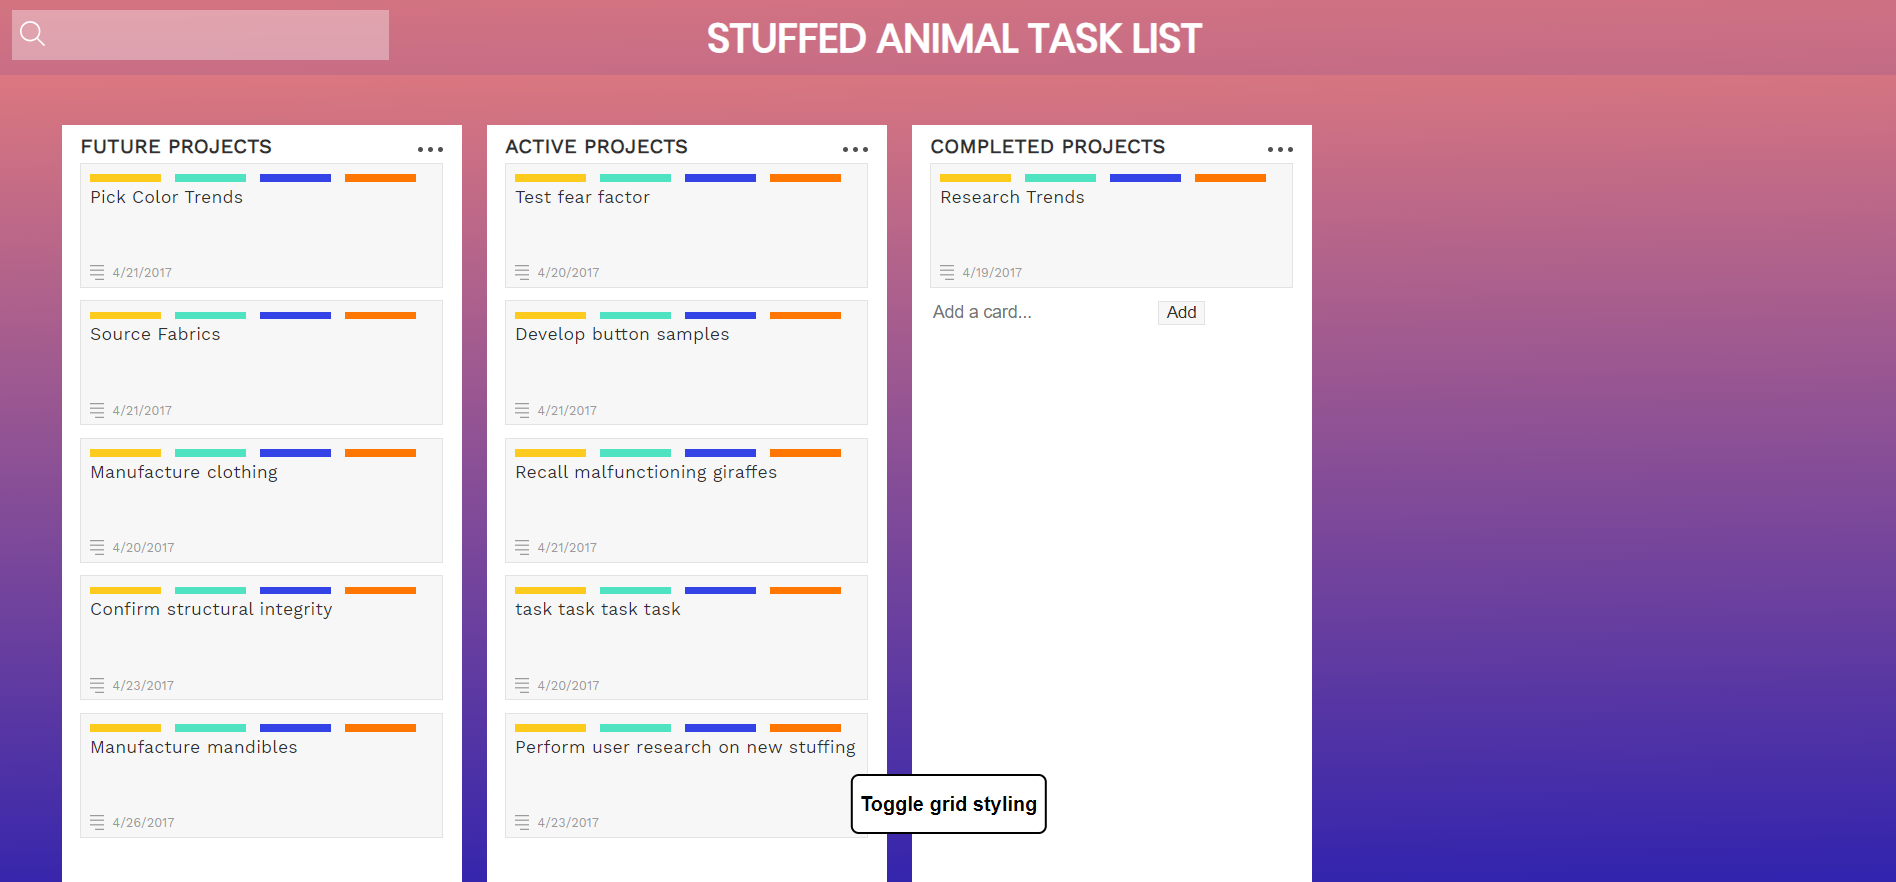 STUFFED ANIMAL TASK LIST
FUTURE PROJECTS
Pick Color Trends
4/21/2017
Source Fabrics
4/21/2017
Manufacture clothing
4/20/2017
Confirm structural integrity
4/23/2017
Manufacture mandibles
4/26/2017
ACTIVE PROJECTS
Test fear factor
4/20/2017
Develop button samples
4/21/2017
Recall malfunctioning giraffes
4/21/2017
task task task task
4/20/2017
Perform user research on new stuffing
4/23/2017
COMPLETED PROJECTS
Research Trends
4/19/2017
Add a card... Add
Toggle grid styling